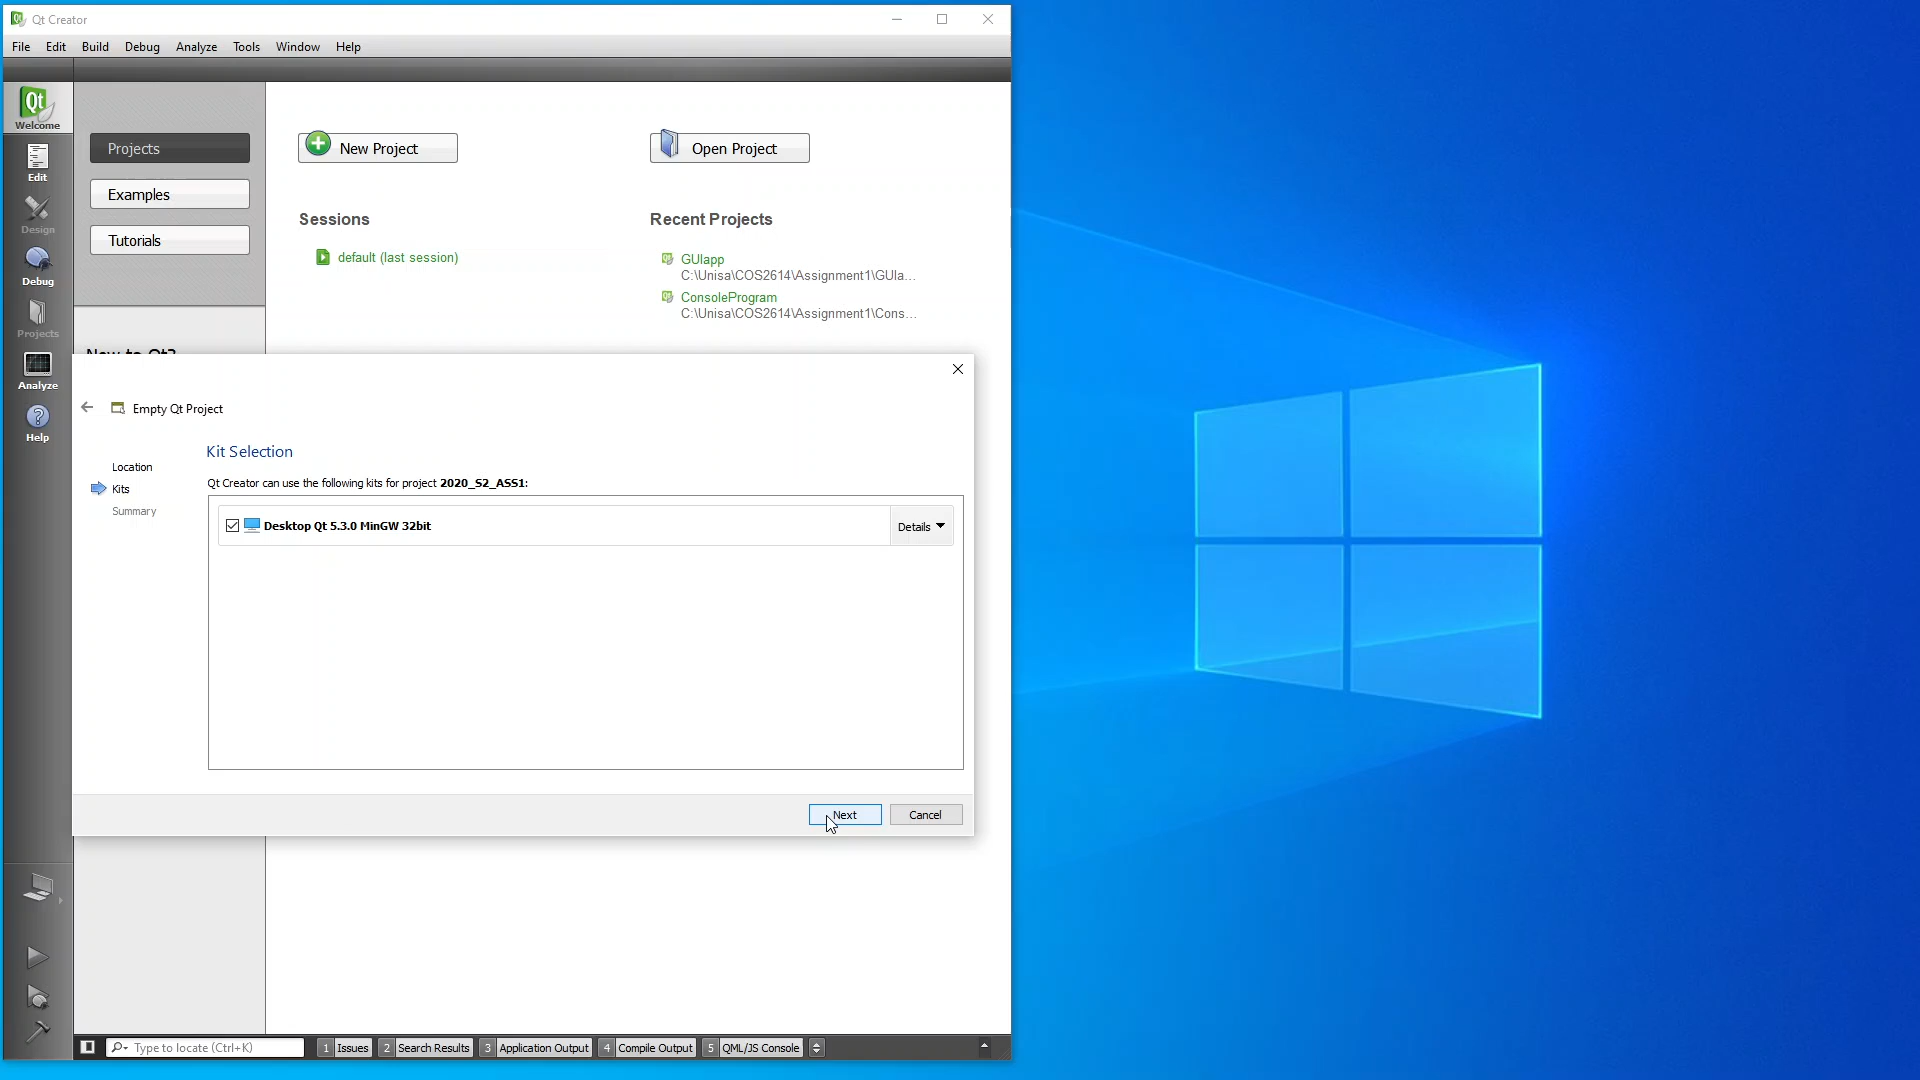 Qt Creator
File Edit Build Debug Analyze Tools Window Help
Qt
Welcome
Edit
Design
Debug
Projects
Analyze
Help
Projects
Examples
Tutorials
New Project
Open Project
Sessions
default (last session)
Recent Projects
GUIapp
C:\Unisa\COS2614\Assignment1\GUIa...
ConsoleProgram
C:\Unisa\COS2614\Assignment1\Cons...
New to Qt?
Empty Qt Project
Location
Kits
Summary
Kit Selection
Qt Creator can use the following kits for project 2020_S2_ASS1:
Desktop Qt 5.3.0 MinGW 32bit
Details
Next
Cancel
Type to locate (Ctrl+K)
1 Issues 2 Search Results 3 Application Output 4 Compile Output 5 QML/JS Console